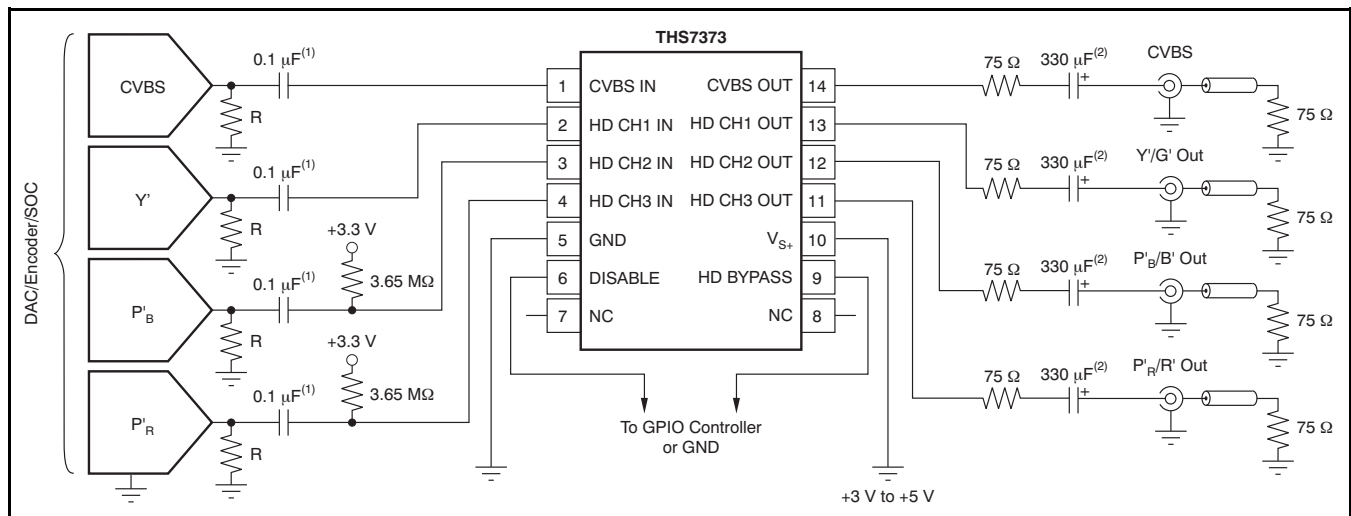 THS7373
DAC/Encoder/SOC
CVBS
0.1 μF(1)
R
Y'
0.1 μF(1)
R
P'B
0.1 μF(1)
R
+3.3 V
3.65 MΩ
P'R
0.1 μF(1)
R
+3.3 V
3.65 MΩ
1 CVBS IN
2 HD CH1 IN
3 HD CH2 IN
4 HD CH3 IN
5 GND
6 DISABLE
7 NC
CVBS OUT 14
HD CH1 OUT 13
HD CH2 OUT 12
HD CH3 OUT 11
VS+ 10
HD BYPASS 9
NC 8
To GPIO Controller
or GND
+3 V to +5 V
75 Ω
330 μF(2)
+
CVBS
75 Ω
75 Ω
330 μF(2)
+
Y'/G' Out
75 Ω
75 Ω
330 μF(2)
+
P'B/B' Out
75 Ω
75 Ω
330 μF(2)
+
P'R/R' Out
75 Ω